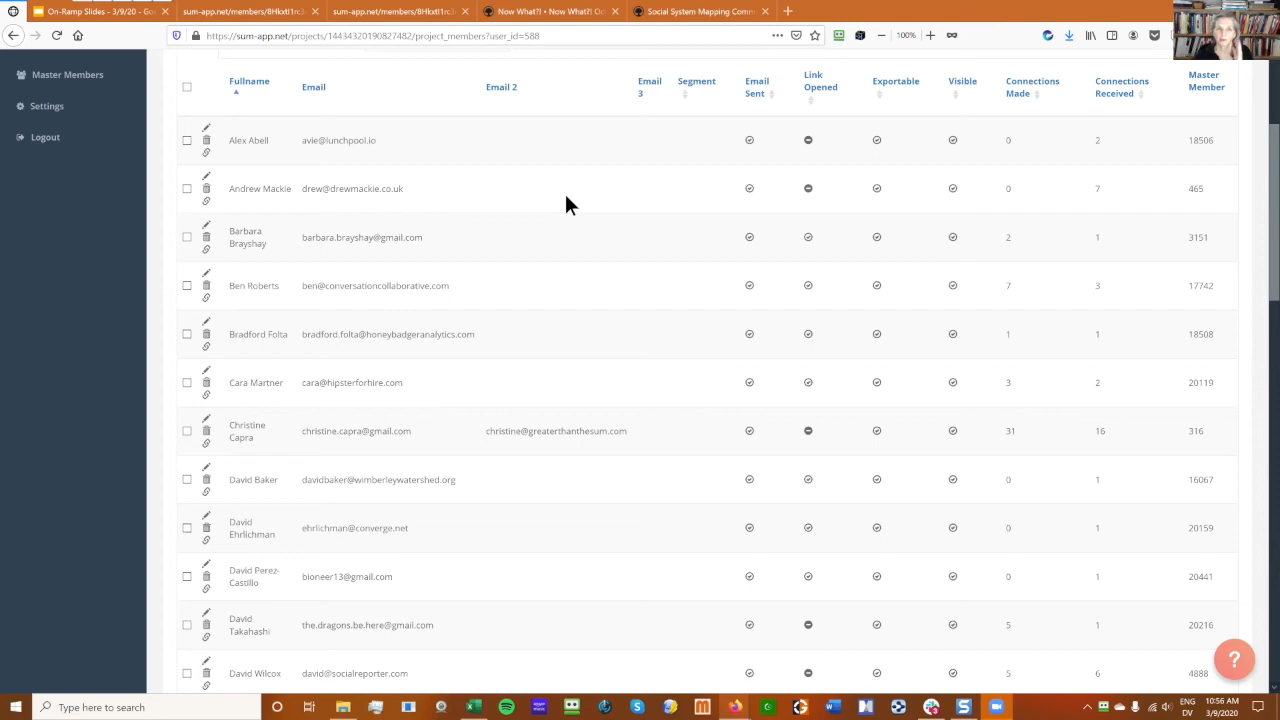 On-Ramp Slides - 3/9/20 - Go
sum-app.net/members/8Hkxtl1rc
sum-app.net/members/8Hkxtl1rc
Now What?! • Now What?! O
Social System Mapping Com
https://sum-app.net/projects/14434320190827482/project_members?user_id=588
100%
Master Members
Settings
Logout
Fullname Email Email 2 Email 3 Segment Email Sent Link Opened Exportable Visible Connections Made Connections Received Master Member
Alex Abell avie@lunchpool.io 0 2 18506
Andrew Mackie drew@drewmackie.co.uk 0 7 465
Barbara Brayshay barbara.brayshay@gmail.com 2 1 3151
Ben Roberts ben@conversationcollaborative.com 7 3 17742
Bradford Folta bradford.folta@honeybadgeranalytics.com 1 1 18508
Cara Martner cara@hipsterforhire.com 3 2 20119
Christine Capra christine.capra@gmail.com christine@greaterthanthesum.com 31 16 316
David Baker davidbaker@wimberleywatershed.org 0 1 16067
David Ehrlichman ehrlichman@converge.net 0 1 20159
David Perez-Castillo bioneer13@gmail.com 0 1 20441
David Takahashi the.dragons.be.here@gmail.com 5 1 20216
David Wilcox david@socialreporter.com 5 6 4888
?
Type here to search
ENG
DV
10:56 AM
3/9/2020